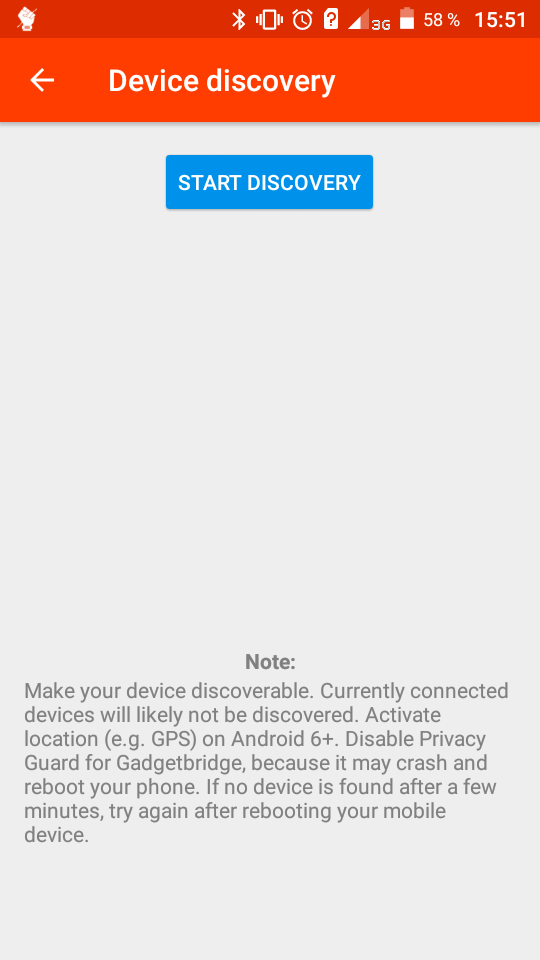 3G 58 % 15:51
Device discovery
START DISCOVERY
Note:
Make your device discoverable. Currently connected
devices will likely not be discovered. Activate
location (e.g. GPS) on Android 6+. Disable Privacy
Guard for Gadgetbridge, because it may crash and
reboot your phone. If no device is found after a few
minutes, try again after rebooting your mobile
device.